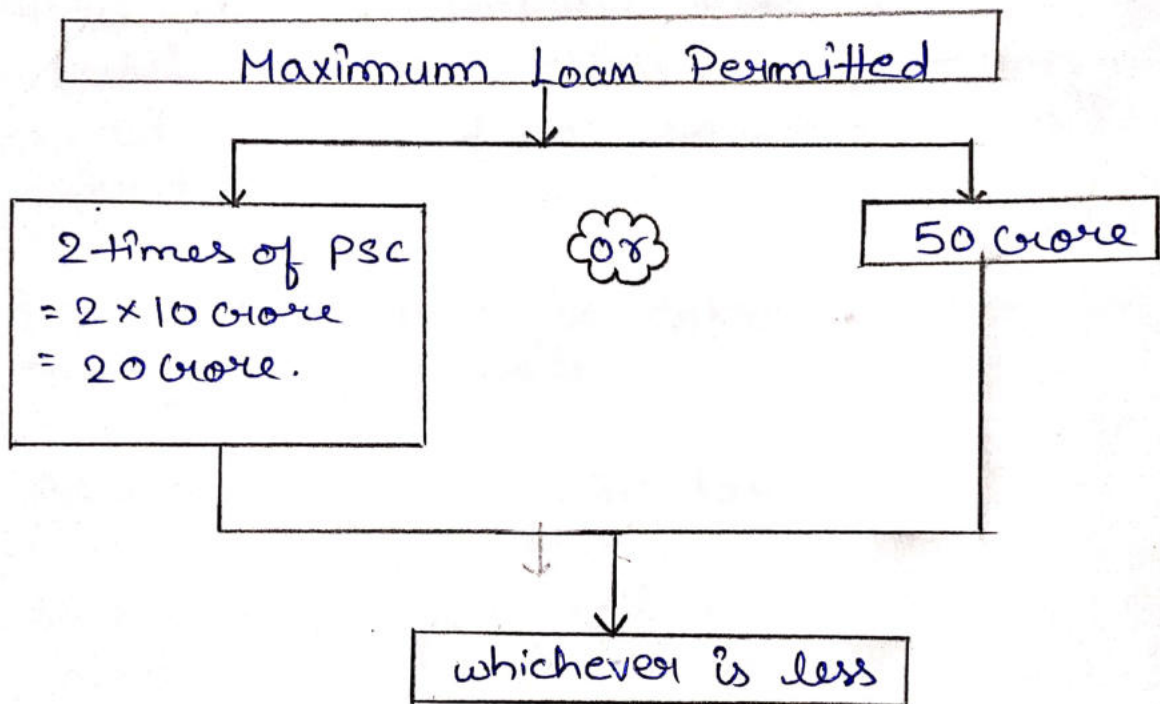 Maximum Loan Permitted
2 times of PSC
= 2 × 10 crore
= 20 crore.
or
50 crore
whichever is less